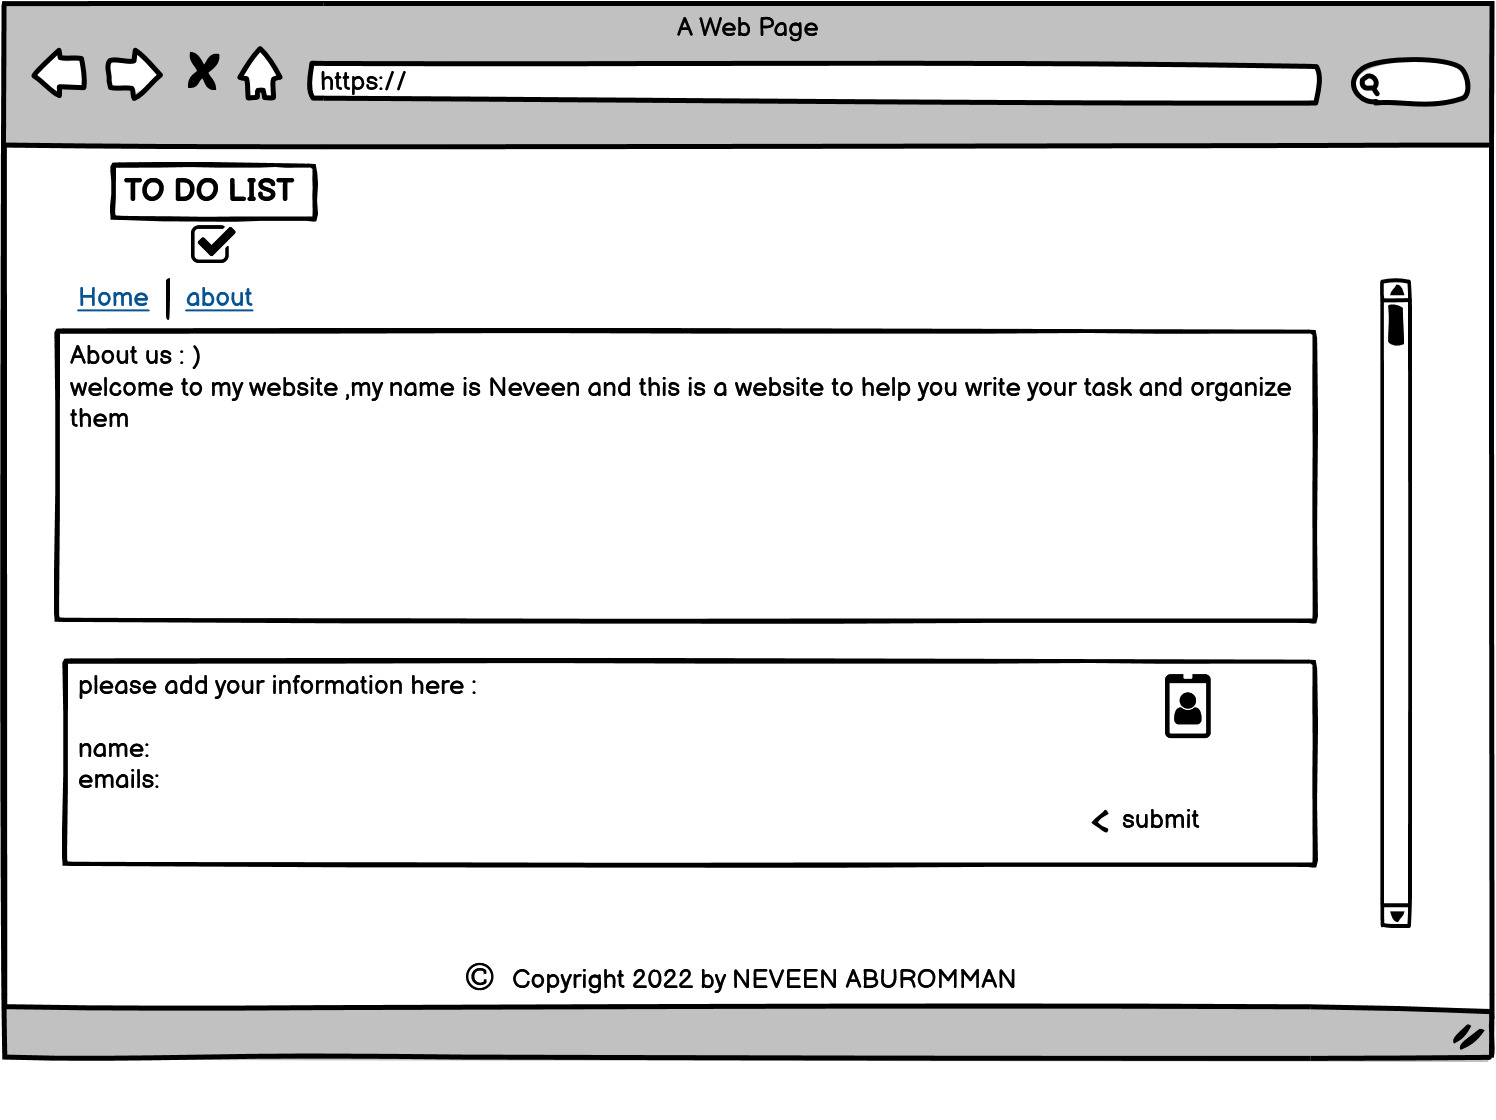 A Web Page
https://
TO DO LIST
Home | about
About us : )
welcome to my website ,my name is Neveen and this is a website to help you write your task and organize
them
please add your information here :
name:
emails:
< submit
© Copyright 2022 by NEVEEN ABUROMMAN